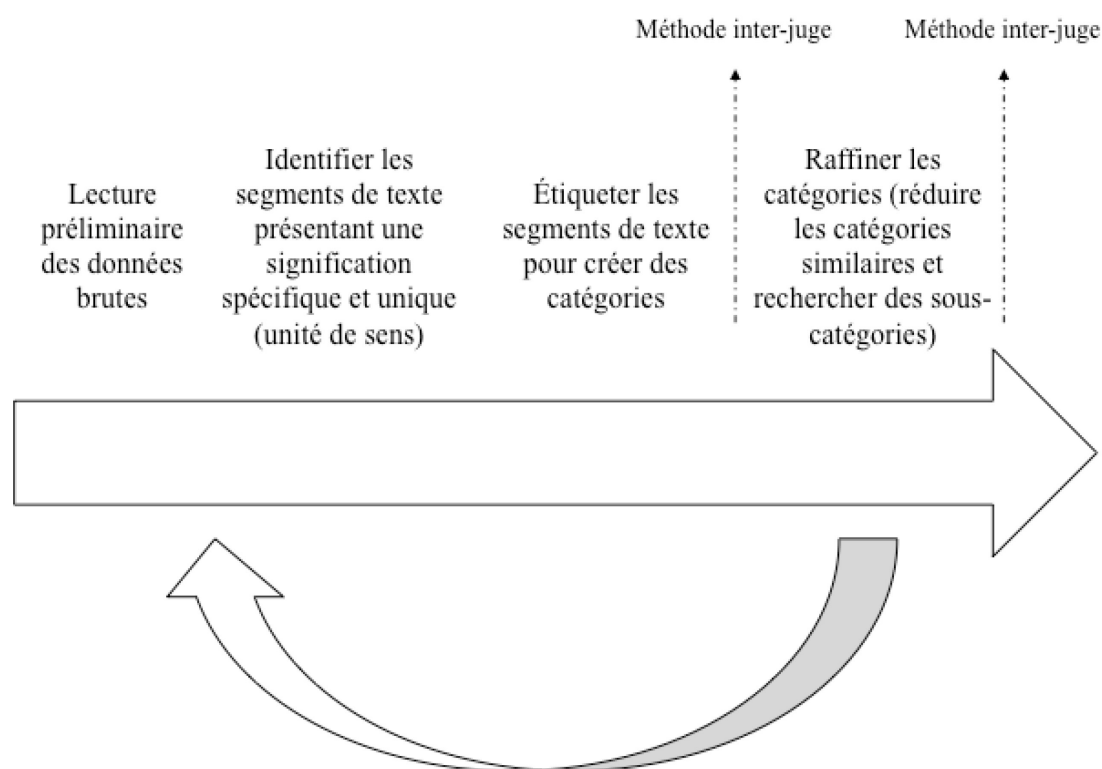 Méthode inter-juge
Méthode inter-juge
Lecture
préliminaire
des données
brutes
Identifier les
segments de texte
présentant une
signification
spécifique et unique
(unité de sens)
Étiqueter les
segments de texte
pour créer des
catégories
Raffiner les
catégories (réduire
les catégories
similaires et
rechercher des sous-
catégories)